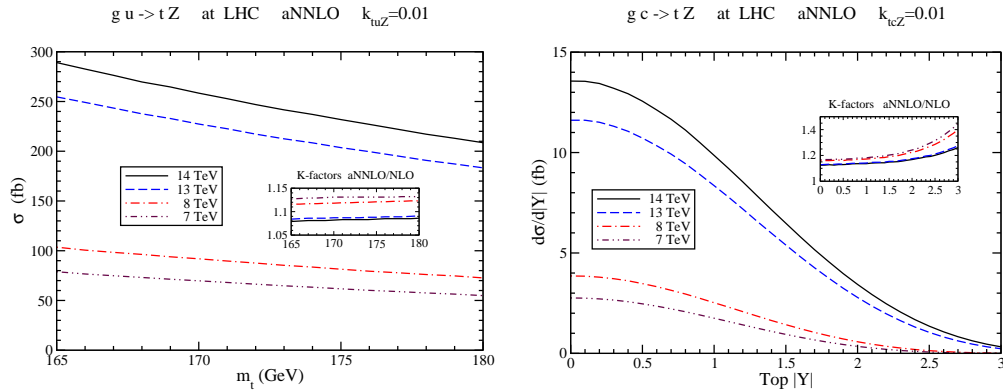 g u -> t Z at LHC aNNLO k_tuZ=0.01
300
250
200
150
100
50
0
σ (fb)
14 TeV
13 TeV
8 TeV
7 TeV
K-factors aNNLO/NLO
1.15
1.1
1.05
165 170 175 180
165 170 175 180
m_t (GeV)
g c -> t Z at LHC aNNLO k_tcZ=0.01
15
10
5
0
dσ/d|Y| (fb)
K-factors aNNLO/NLO
1.4
1.2
1
0 0.5 1 1.5 2 2.5 3
14 TeV
13 TeV
8 TeV
7 TeV
0 0.5 1 1.5 2 2.5 3
Top |Y|